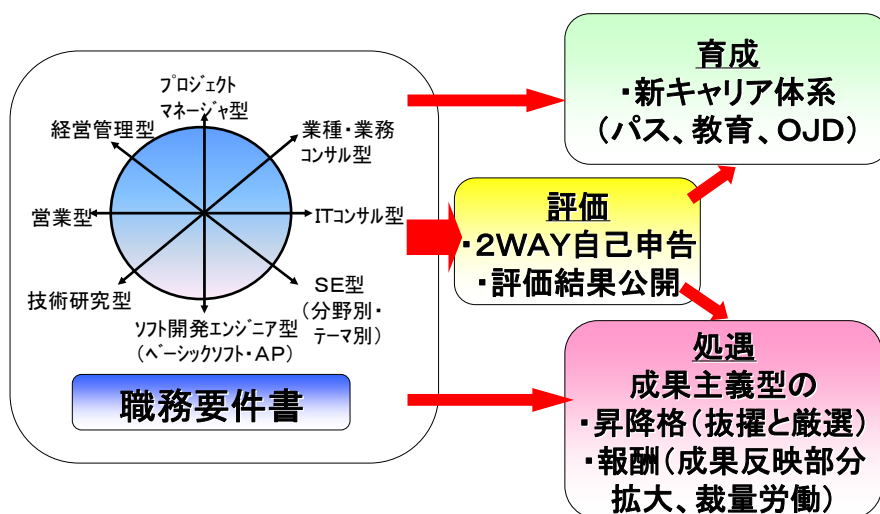 プロジェクト
マネージャ型
業種・業務
コンサル型
ITコンサル型
SE型
(分野別・
テーマ別)
ソフト開発エンジニア型
(ベーシックソフト・AP)
技術研究型
営業型
経営管理型
職務要件書
育成
・新キャリア体系
(パス、教育、OJD)
評価
・2WAY自己申告
・評価結果公開
処遇
成果主義型の
・昇降格(抜擢と厳選)
・報酬(成果反映部分
拡大、裁量労働)